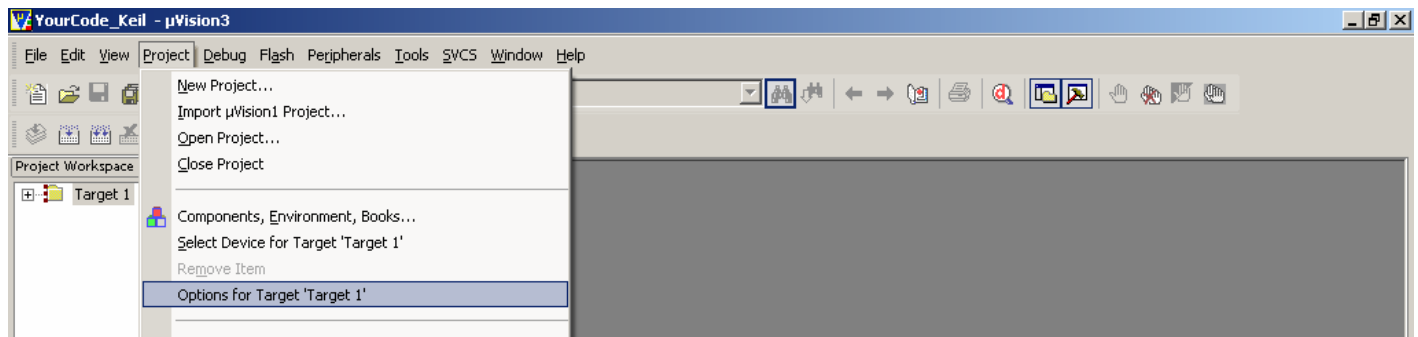 YourCode_Keil - µVision3
File Edit View Project Debug Flash Peripherals Tools SVCS Window Help
New Project...
Import µVision1 Project...
Open Project...
Close Project
Project Workspace
Target 1
Components, Environment, Books...
Select Device for Target 'Target 1'
Remove Item
Options for Target 'Target 1'